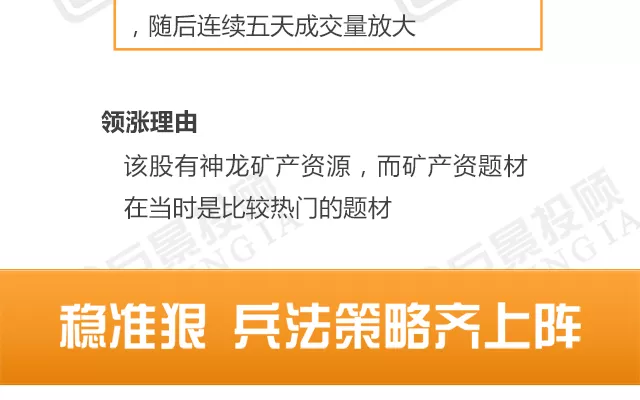 ，随后连续五天成交量放大
领涨理由
该股有神龙矿产资源，而矿产资题材
在当时是比较热门的题材
稳准狠 兵法策略齐上阵